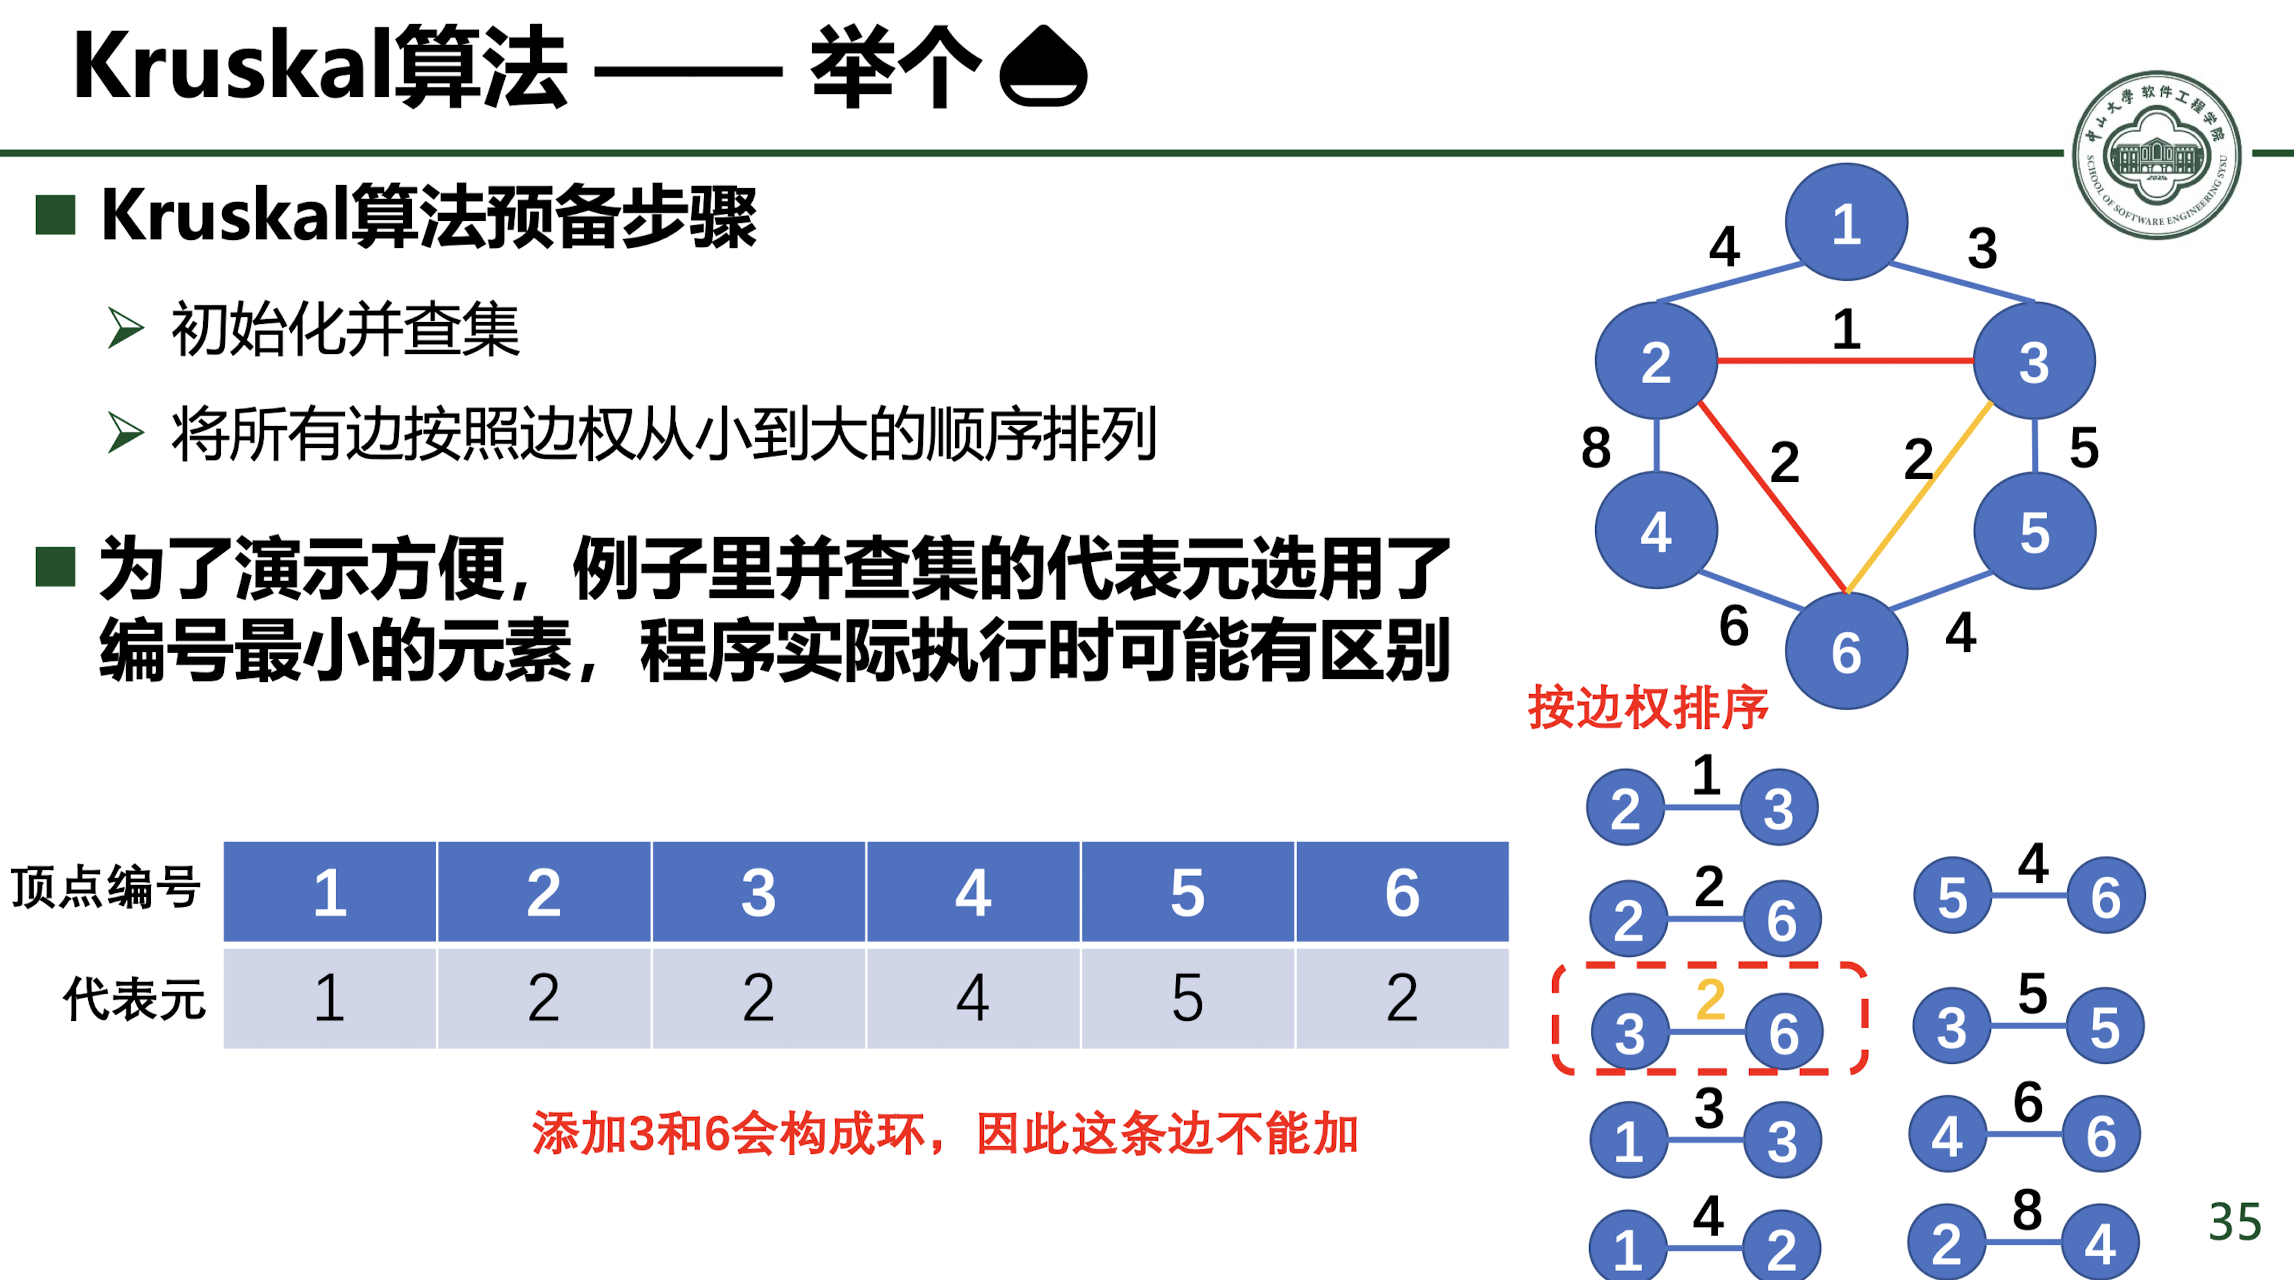 Kruskal算法 —— 举个
中山大学 软件工程学院
SCHOOL OF SOFTWARE ENGINEERING SYSU
Kruskal算法预备步骤
初始化并查集
将所有边按照边权从小到大的顺序排列
为了演示方便，例子里并查集的代表元选用了
编号最小的元素，程序实际执行时可能有区别
1
4 3
1
2 3
8 2 2 5
4 5
6 4
6
按边权排序
顶点编号 1 2 3 4 5 6
代表元 1 2 2 4 5 2
添加3和6会构成环，因此这条边不能加
2 1 3
2 2 6
3 2 6
1 3 3
1 4 2
5 4 6
3 5 5
4 6 6
2 8 4
35